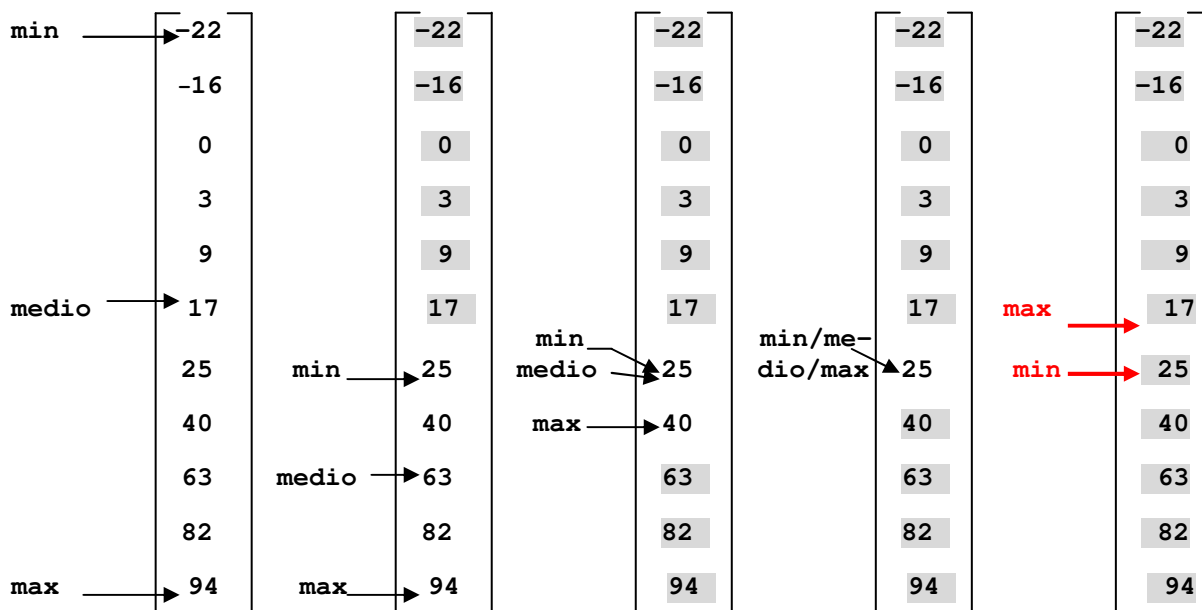 min –22 –22 –22 –22 –22
–16 –16 –16 –16 –16
0 0 0 0 0
3 3 3 3 3
9 9 9 9 9
medio 17 17 17 17 max 17
min min/me-
25 min 25 medio 25 dio/max 25 min 25
40 40 max 40 40 40
63 medio 63 63 63 63
82 82 82 82 82
max 94 max 94 94 94 94